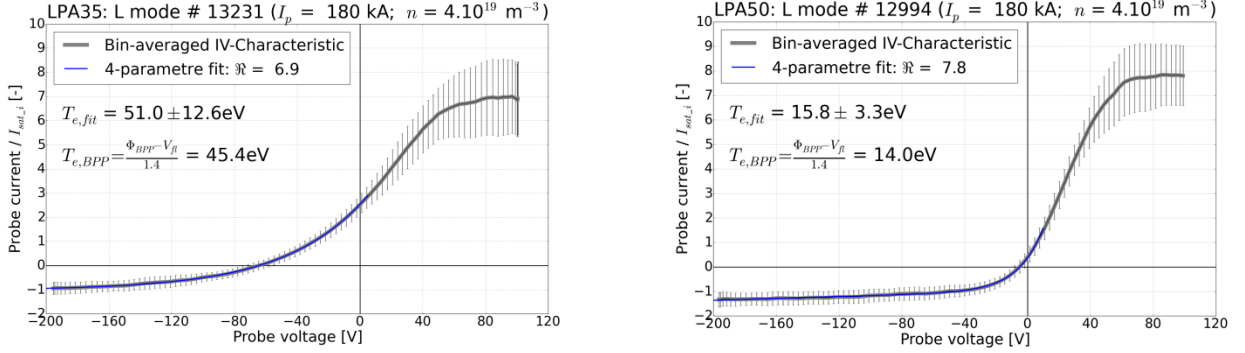 LPA35: L mode # 13231 (I_p = 180 kA; n = 4.10^19 m^-3)
Bin-averaged IV-Characteristic
4-parametre fit: ℜ = 6.9
T_e,fit = 51.0 ±12.6eV
T_e,BPP = (Φ_BPP − V_fl)/1.4 = 45.4eV
Probe current / I_sat_i [-]
10
9
8
7
6
5
4
3
2
1
0
−1
−2
−200 −160 −120 −80 −40 0 40 80 120
Probe voltage [V]
LPA50: L mode # 12994 (I_p = 180 kA; n = 4.10^19 m^-3)
Bin-averaged IV-Characteristic
4-parametre fit: ℜ = 7.8
T_e,fit = 15.8 ± 3.3eV
T_e,BPP = (Φ_BPP − V_fl)/1.4 = 14.0eV
Probe current / I_sat_i [-]
10
9
8
7
6
5
4
3
2
1
0
−1
−2
−200 −160 −120 −80 −40 0 40 80 120
Probe voltage [V]